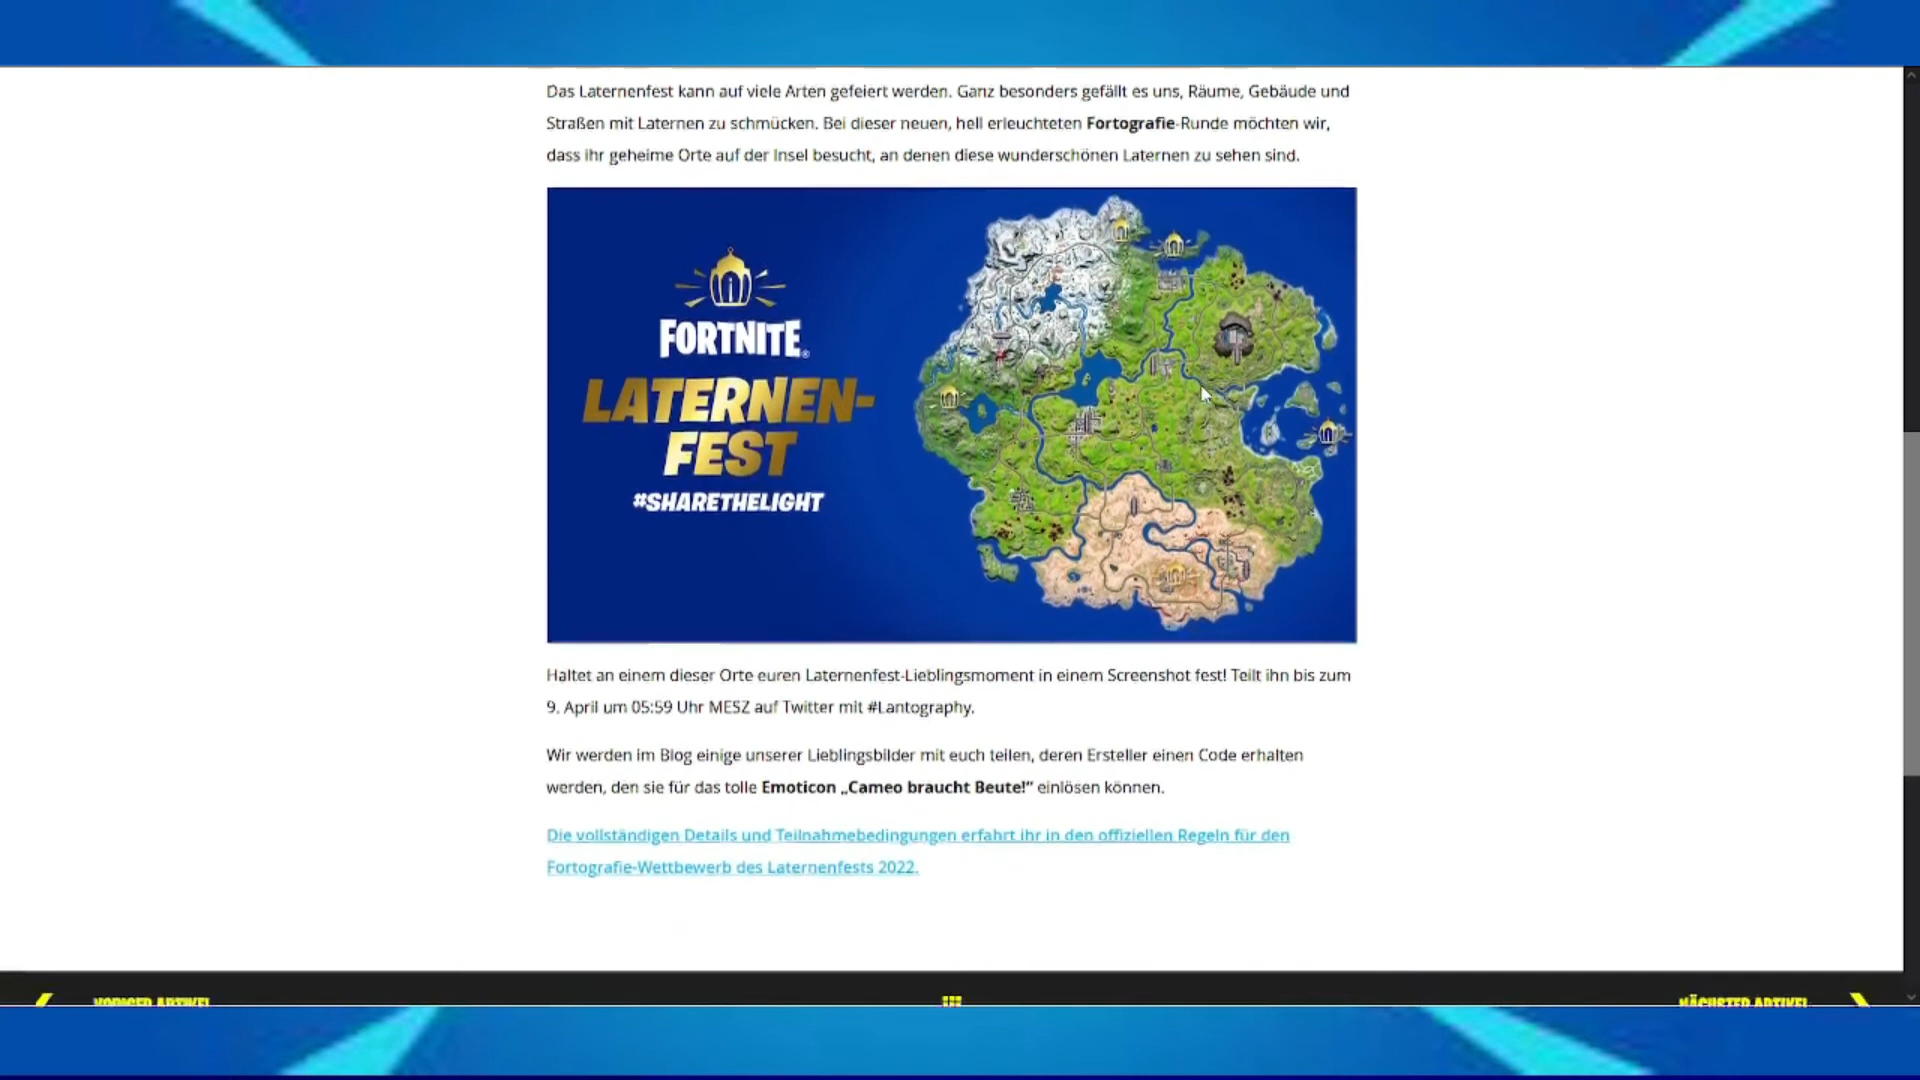 Das Laternenfest kann auf viele Arten gefeiert werden. Ganz besonders gefällt es uns, Räume, Gebäude und
Straßen mit Laternen zu schmücken. Bei dieser neuen, hell erleuchteten Fortografie-Runde möchten wir,
dass ihr geheime Orte auf der Insel besucht, an denen diese wunderschönen Laternen zu sehen sind.
FORTNITE®
LATERNEN-
FEST
#SHARETHELIGHT
Haltet an einem dieser Orte euren Laternenfest-Lieblingsmoment in einem Screenshot fest! Teilt ihn bis zum
9. April um 05:59 Uhr MESZ auf Twitter mit #Lantography.
Wir werden im Blog einige unserer Lieblingsbilder mit euch teilen, deren Ersteller einen Code erhalten
werden, den sie für das tolle Emoticon „Cameo braucht Beute!“ einlösen können.
Die vollständigen Details und Teilnahmebedingungen erfahrt ihr in den offiziellen Regeln für den
Fortografie-Wettbewerb des Laternenfests 2022.
VORIGER ARTIKEL
NÄCHSTER ARTIKEL